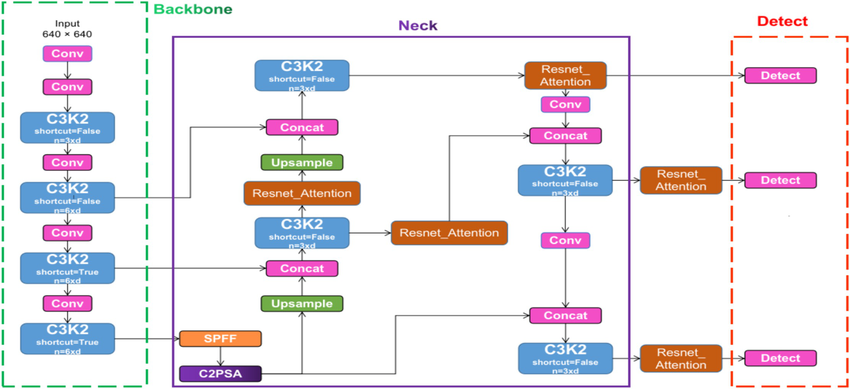 Backbone
Input
640 × 640
Conv
Conv
C3K2
shortcut=False
n=3xd
Conv
C3K2
shortcut=False
n=6xd
Conv
C3K2
shortcut=True
n=6xd
Conv
C3K2
shortcut=True
n=6xd
Neck
C3K2
shortcut=False
n=3xd
Concat
Upsample
Resnet_Attention
C3K2
shortcut=False
n=3xd
Resnet_Attention
Concat
Upsample
SPFF
C2PSA
Resnet_
Attention
Conv
Concat
C3K2
shortcut=False
n=3xd
Resnet_
Attention
Conv
Concat
C3K2
shortcut=False
n=3xd
Resnet_
Attention
Detect
Detect
Detect
Detect